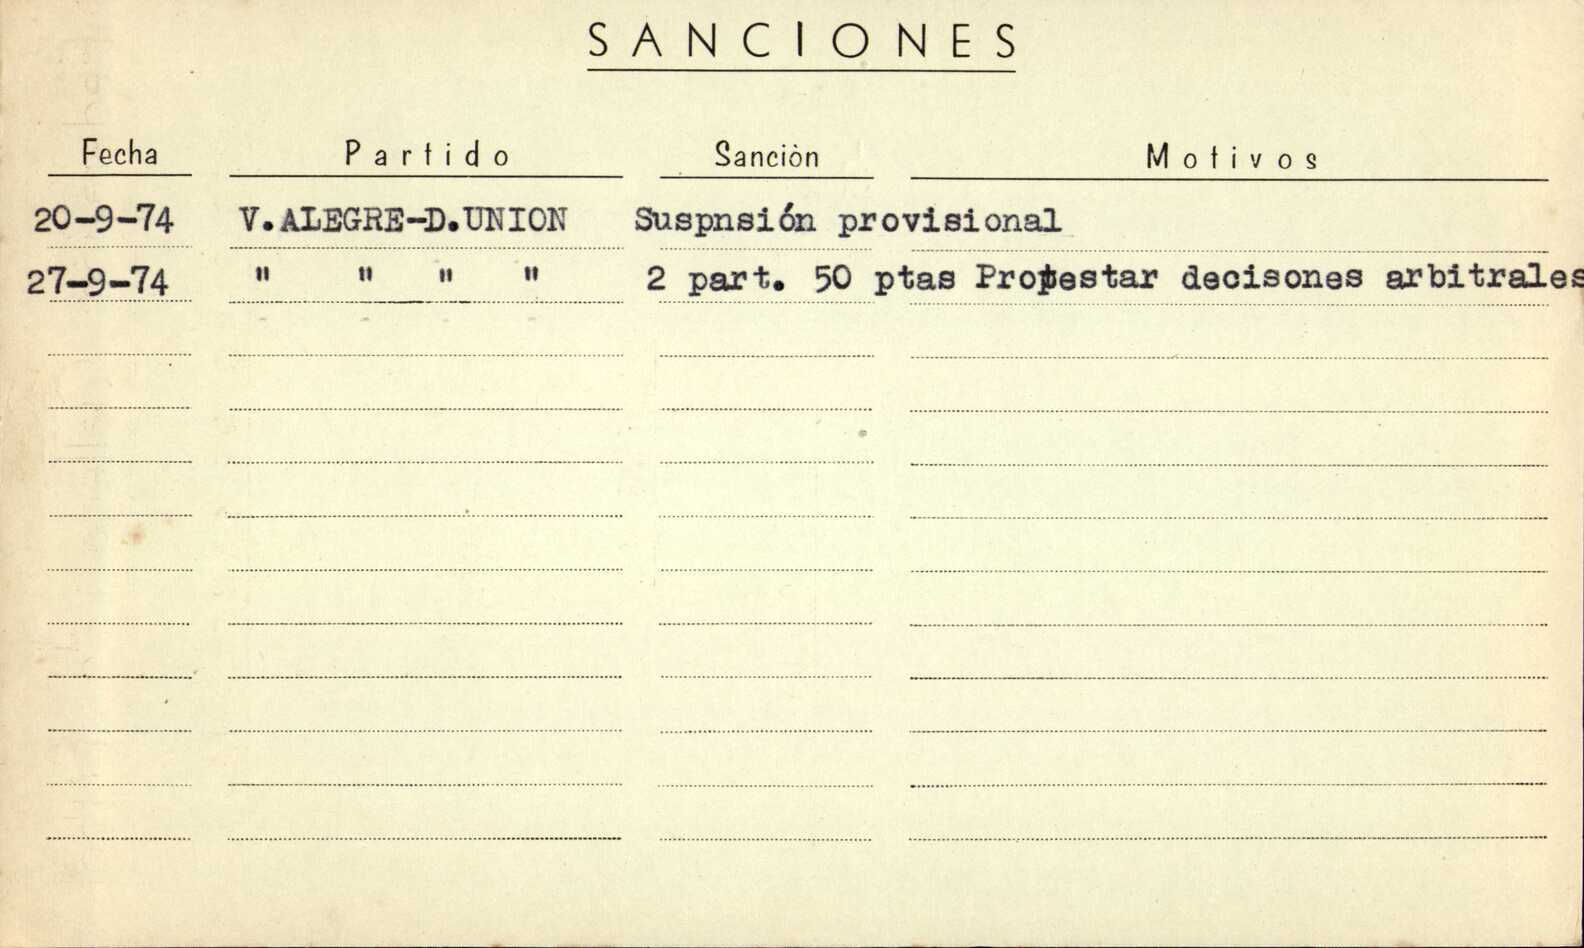 SANCIONES
Fecha Partido Sanciòn Motivos
20-9-74 V.ALEGRE-D.UNION Suspnsión provisional
27-9-74 " " " " 2 part. 50 ptas Protestar decisones arbitrales